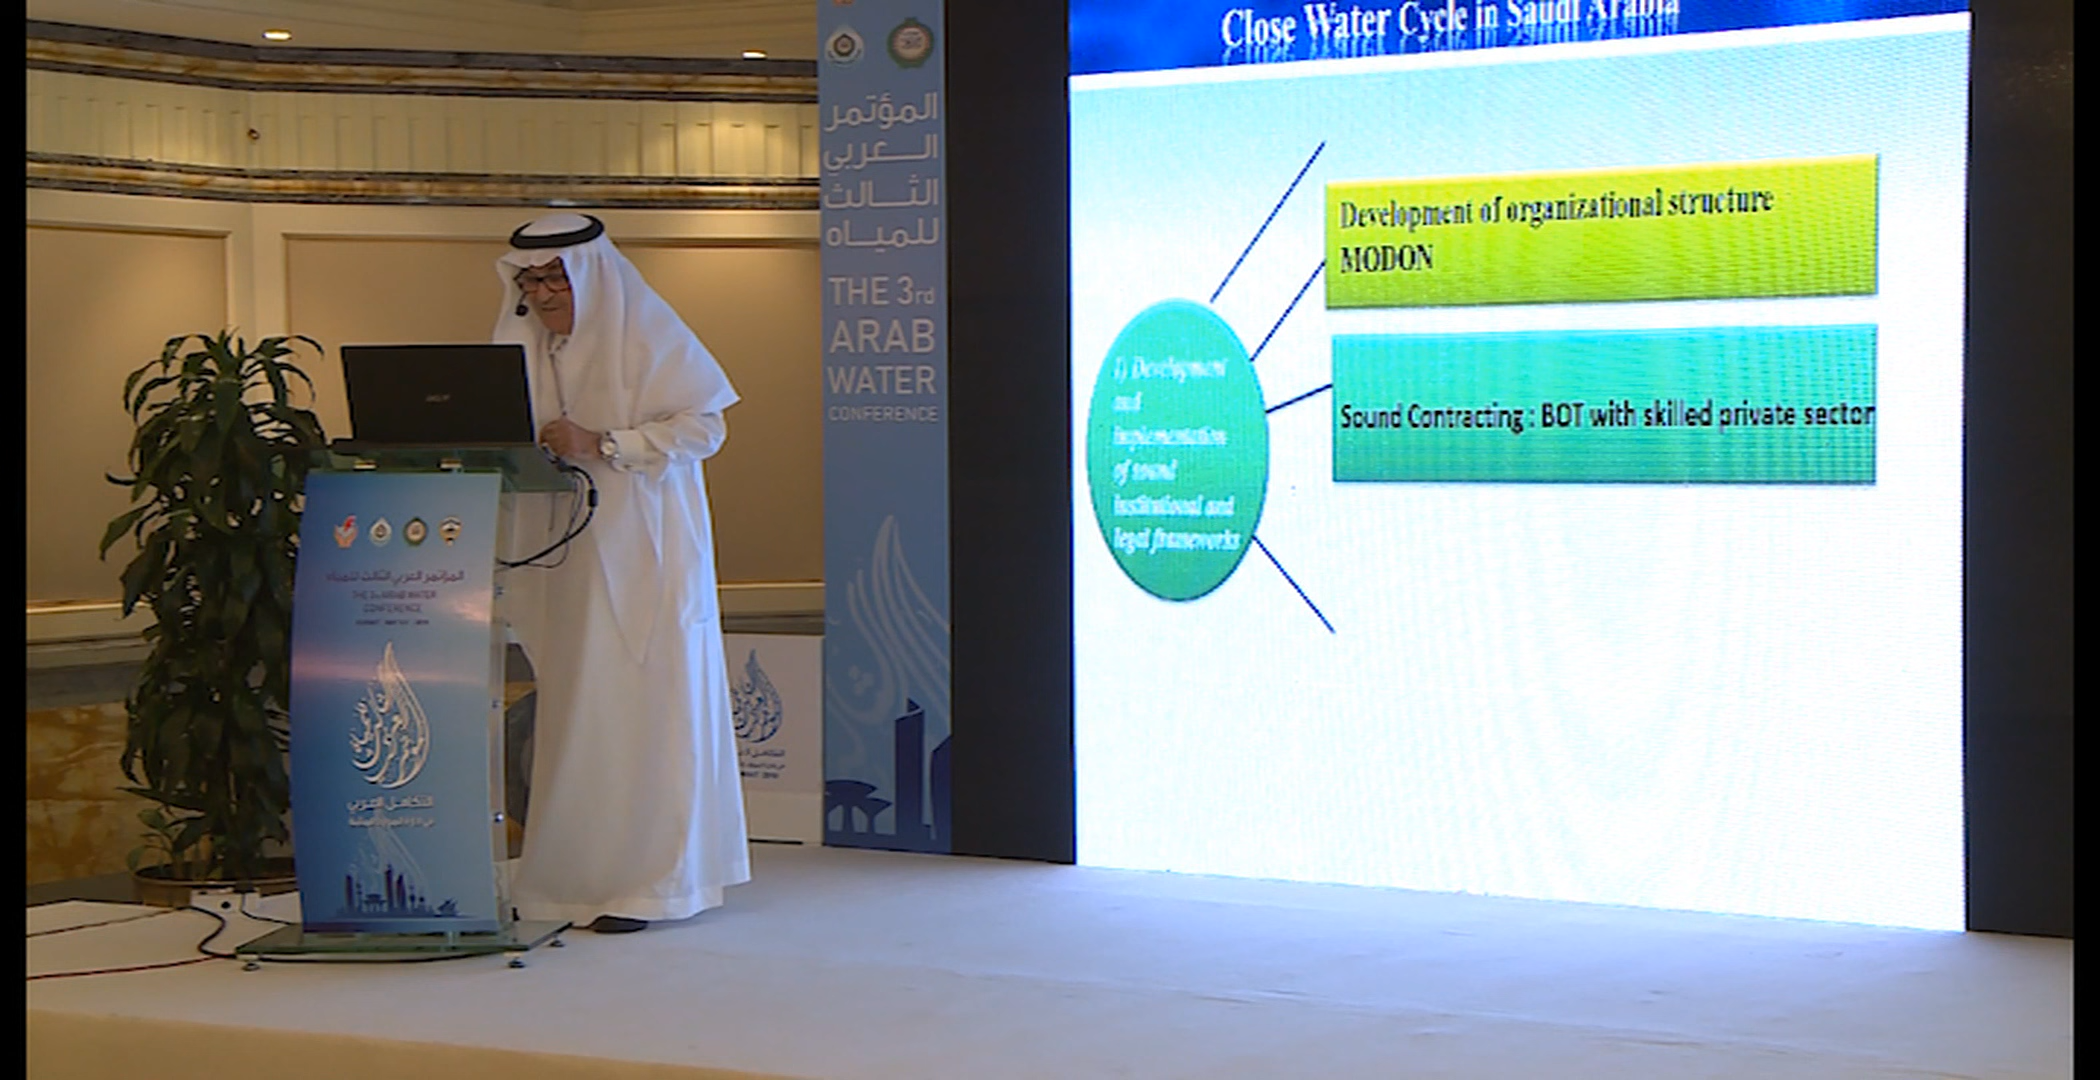 Close Water Cycle in Saudi Arabia
Development of organizational structure
MODON
Sound Contracting : BOT with skilled private sector
1) Development
and
implementation
of sound
institutional and
legal frameworks
المؤتمر
العربي
الثالث
للمياه
THE 3rd
ARAB
WATER
CONFERENCE
المؤتمر العربي الثالث للمياه
THE 3rd ARAB WATER
CONFERENCE
التكامل العربي